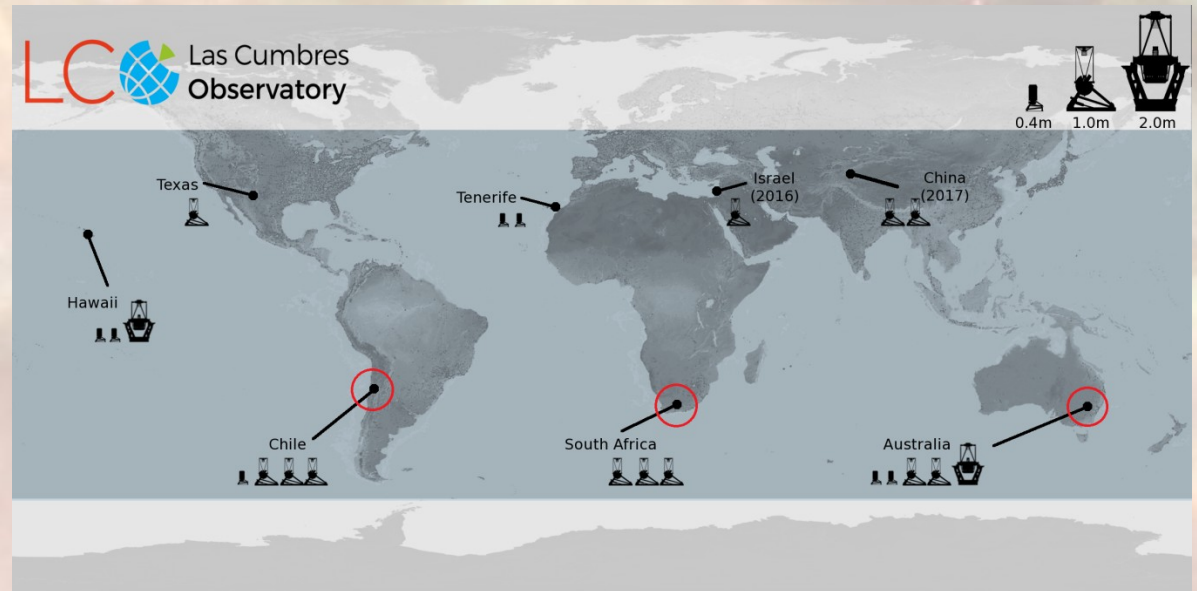 LC
Las Cumbres
Observatory
0.4m 1.0m 2.0m
Texas
Tenerife
Israel
(2016)
China
(2017)
Hawaii
Chile
South Africa
Australia